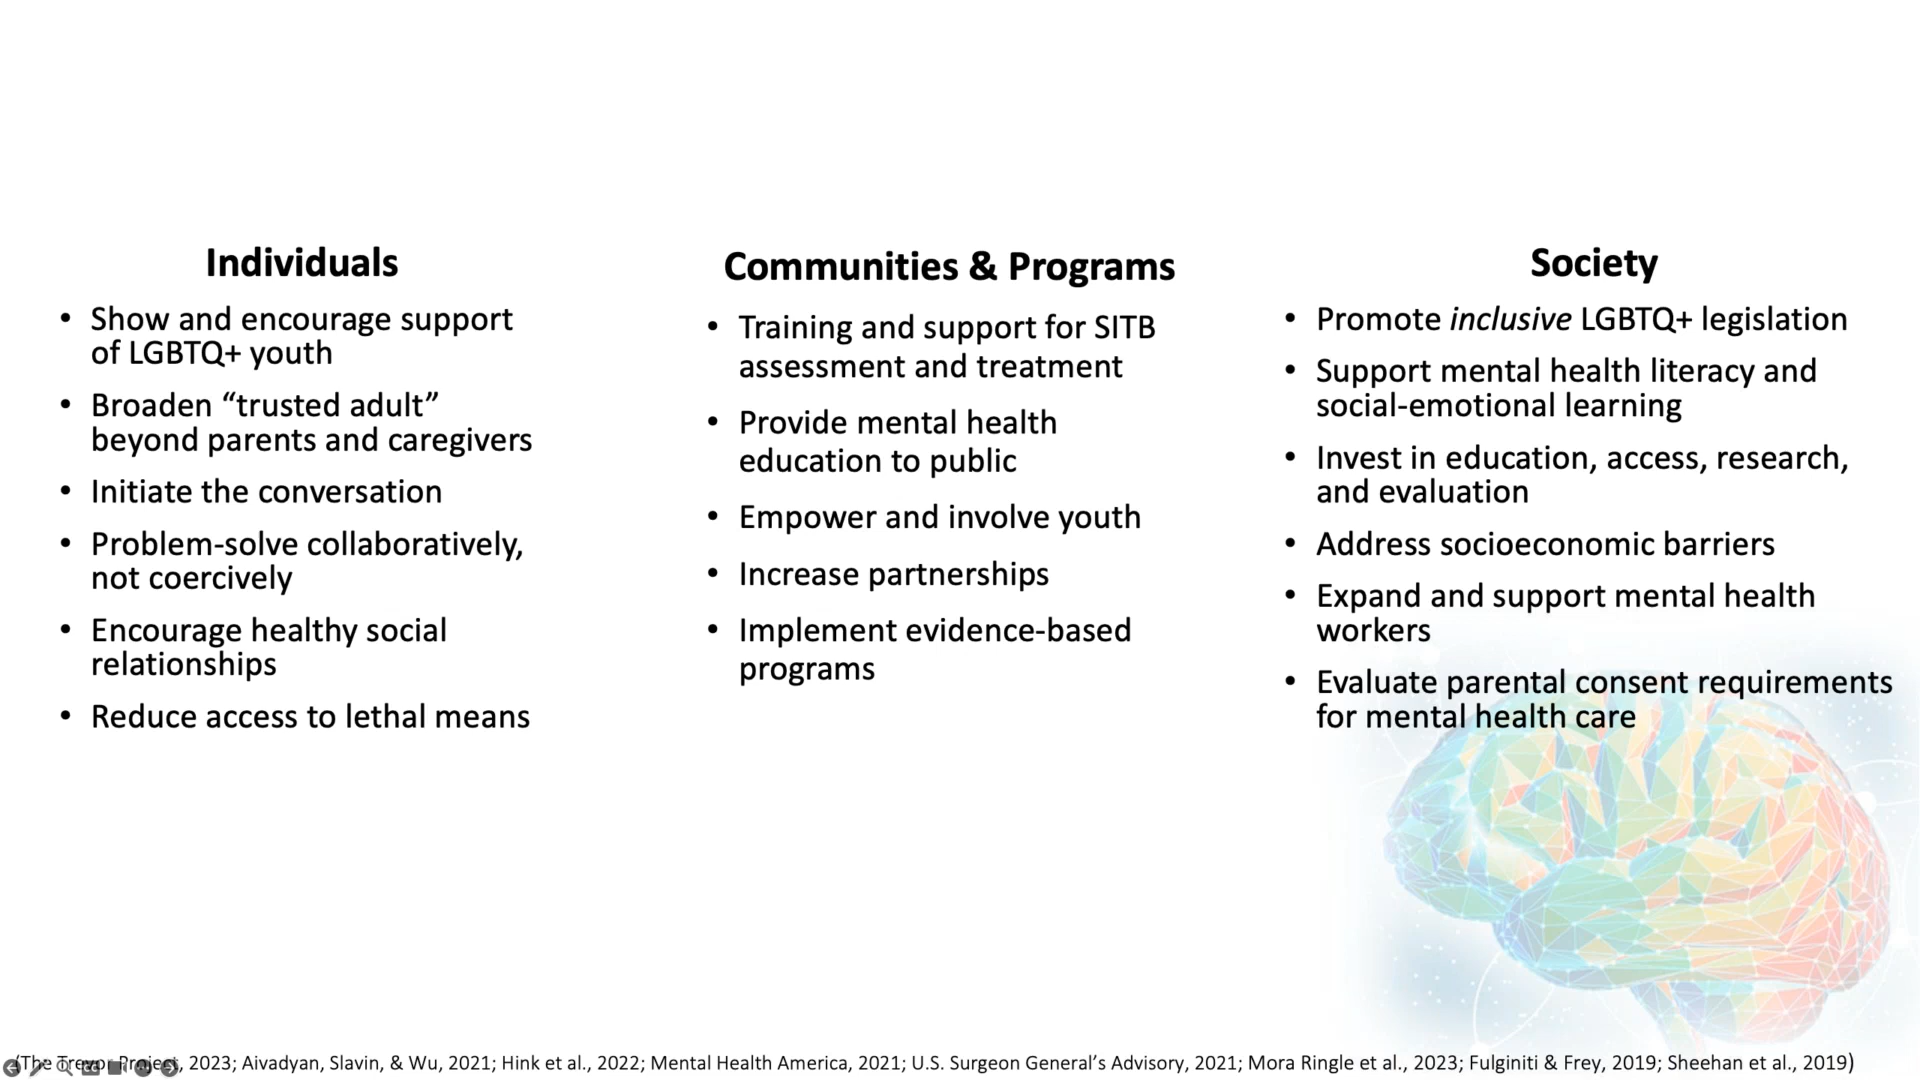 Individuals
• Show and encourage support
of LGBTQ+ youth
• Broaden “trusted adult”
beyond parents and caregivers
• Initiate the conversation
• Problem-solve collaboratively,
not coercively
• Encourage healthy social
relationships
• Reduce access to lethal means
Communities & Programs
• Training and support for SITB
assessment and treatment
• Provide mental health
education to public
• Empower and involve youth
• Increase partnerships
• Implement evidence-based
programs
Society
• Promote inclusive LGBTQ+ legislation
• Support mental health literacy and
social-emotional learning
• Invest in education, access, research,
and evaluation
• Address socioeconomic barriers
• Expand and support mental health
workers
• Evaluate parental consent requirements
for mental health care
(The Trevor Project, 2023; Aivadyan, Slavin, & Wu, 2021; Hink et al., 2022; Mental Health America, 2021; U.S. Surgeon General’s Advisory, 2021; Mora Ringle et al., 2023; Fulginiti & Frey, 2019; Sheehan et al., 2019)